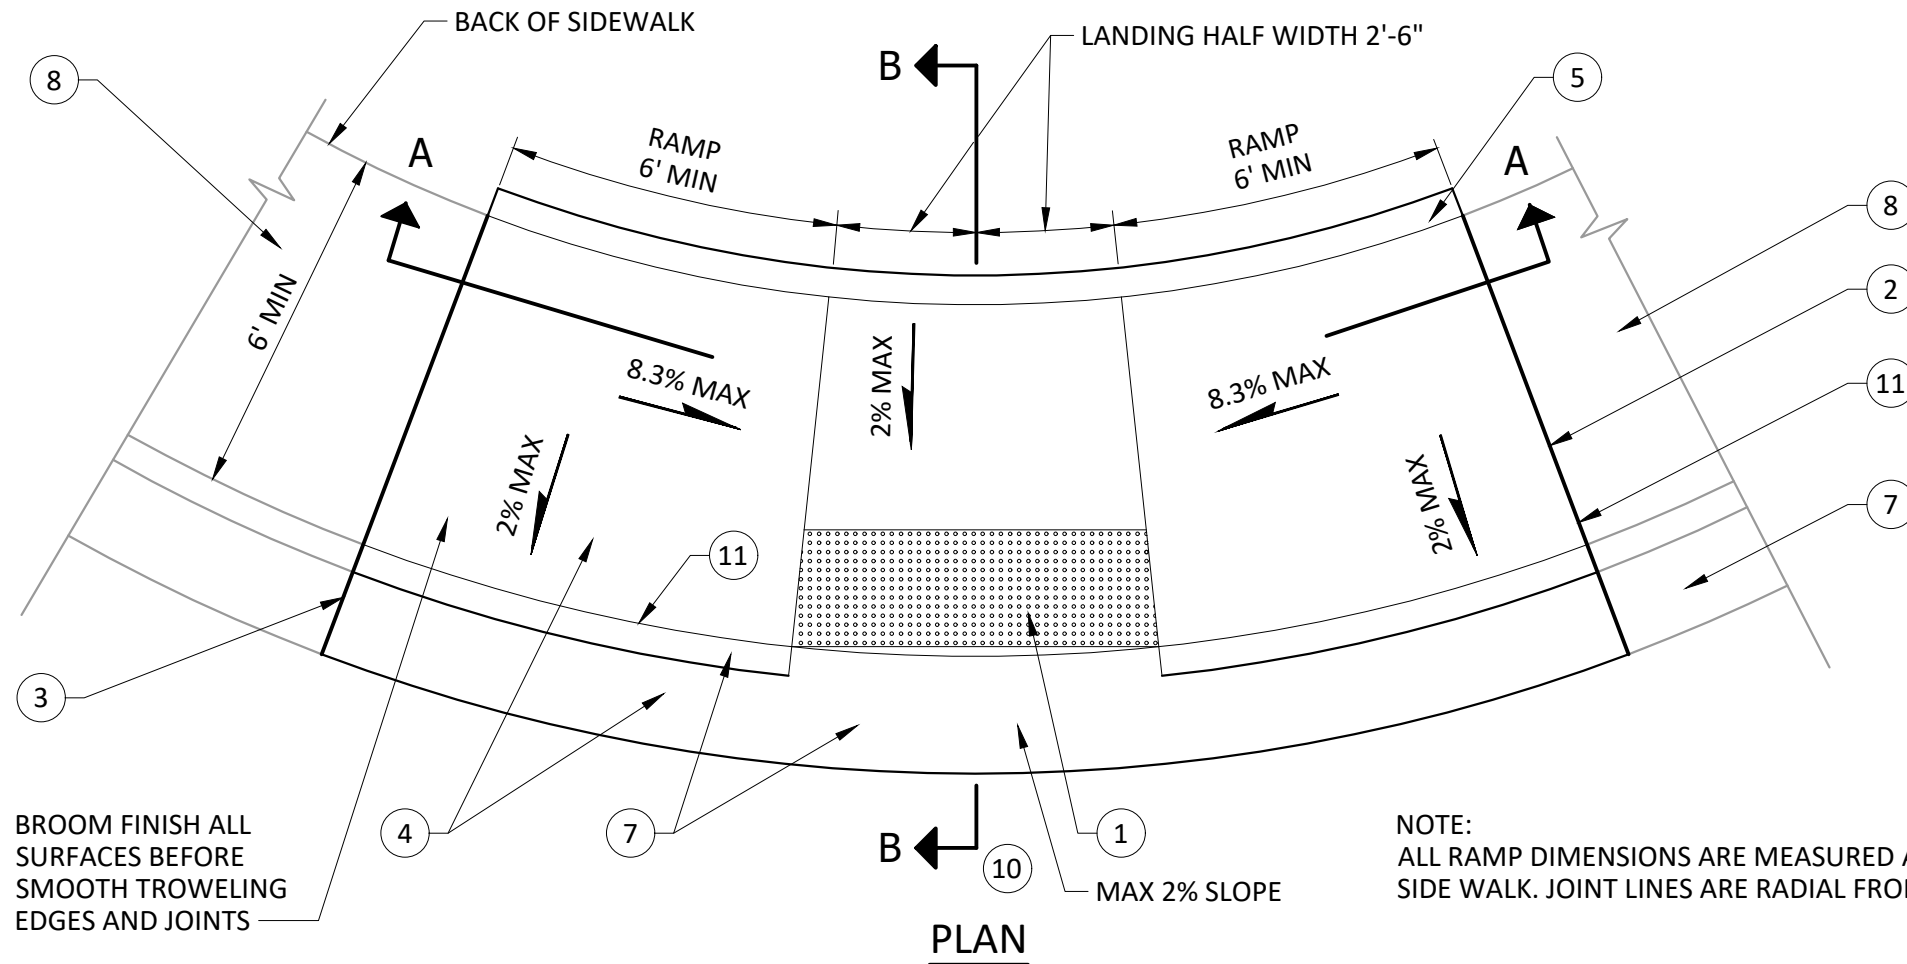 BACK OF SIDEWALK
LANDING HALF WIDTH 2'-6"
B
8
5
A
RAMP
6' MIN
RAMP
6' MIN
A
8
6' MIN
2
8.3% MAX
2% MAX
8.3% MAX
11
2% MAX
2% MAX
7
11
3
BROOM FINISH ALL
SURFACES BEFORE
SMOOTH TROWELING
EDGES AND JOINTS
4
7
B
10
1
MAX 2% SLOPE
NOTE:
ALL RAMP DIMENSIONS ARE MEASURED
SIDE WALK. JOINT LINES ARE RADIAL
PLAN